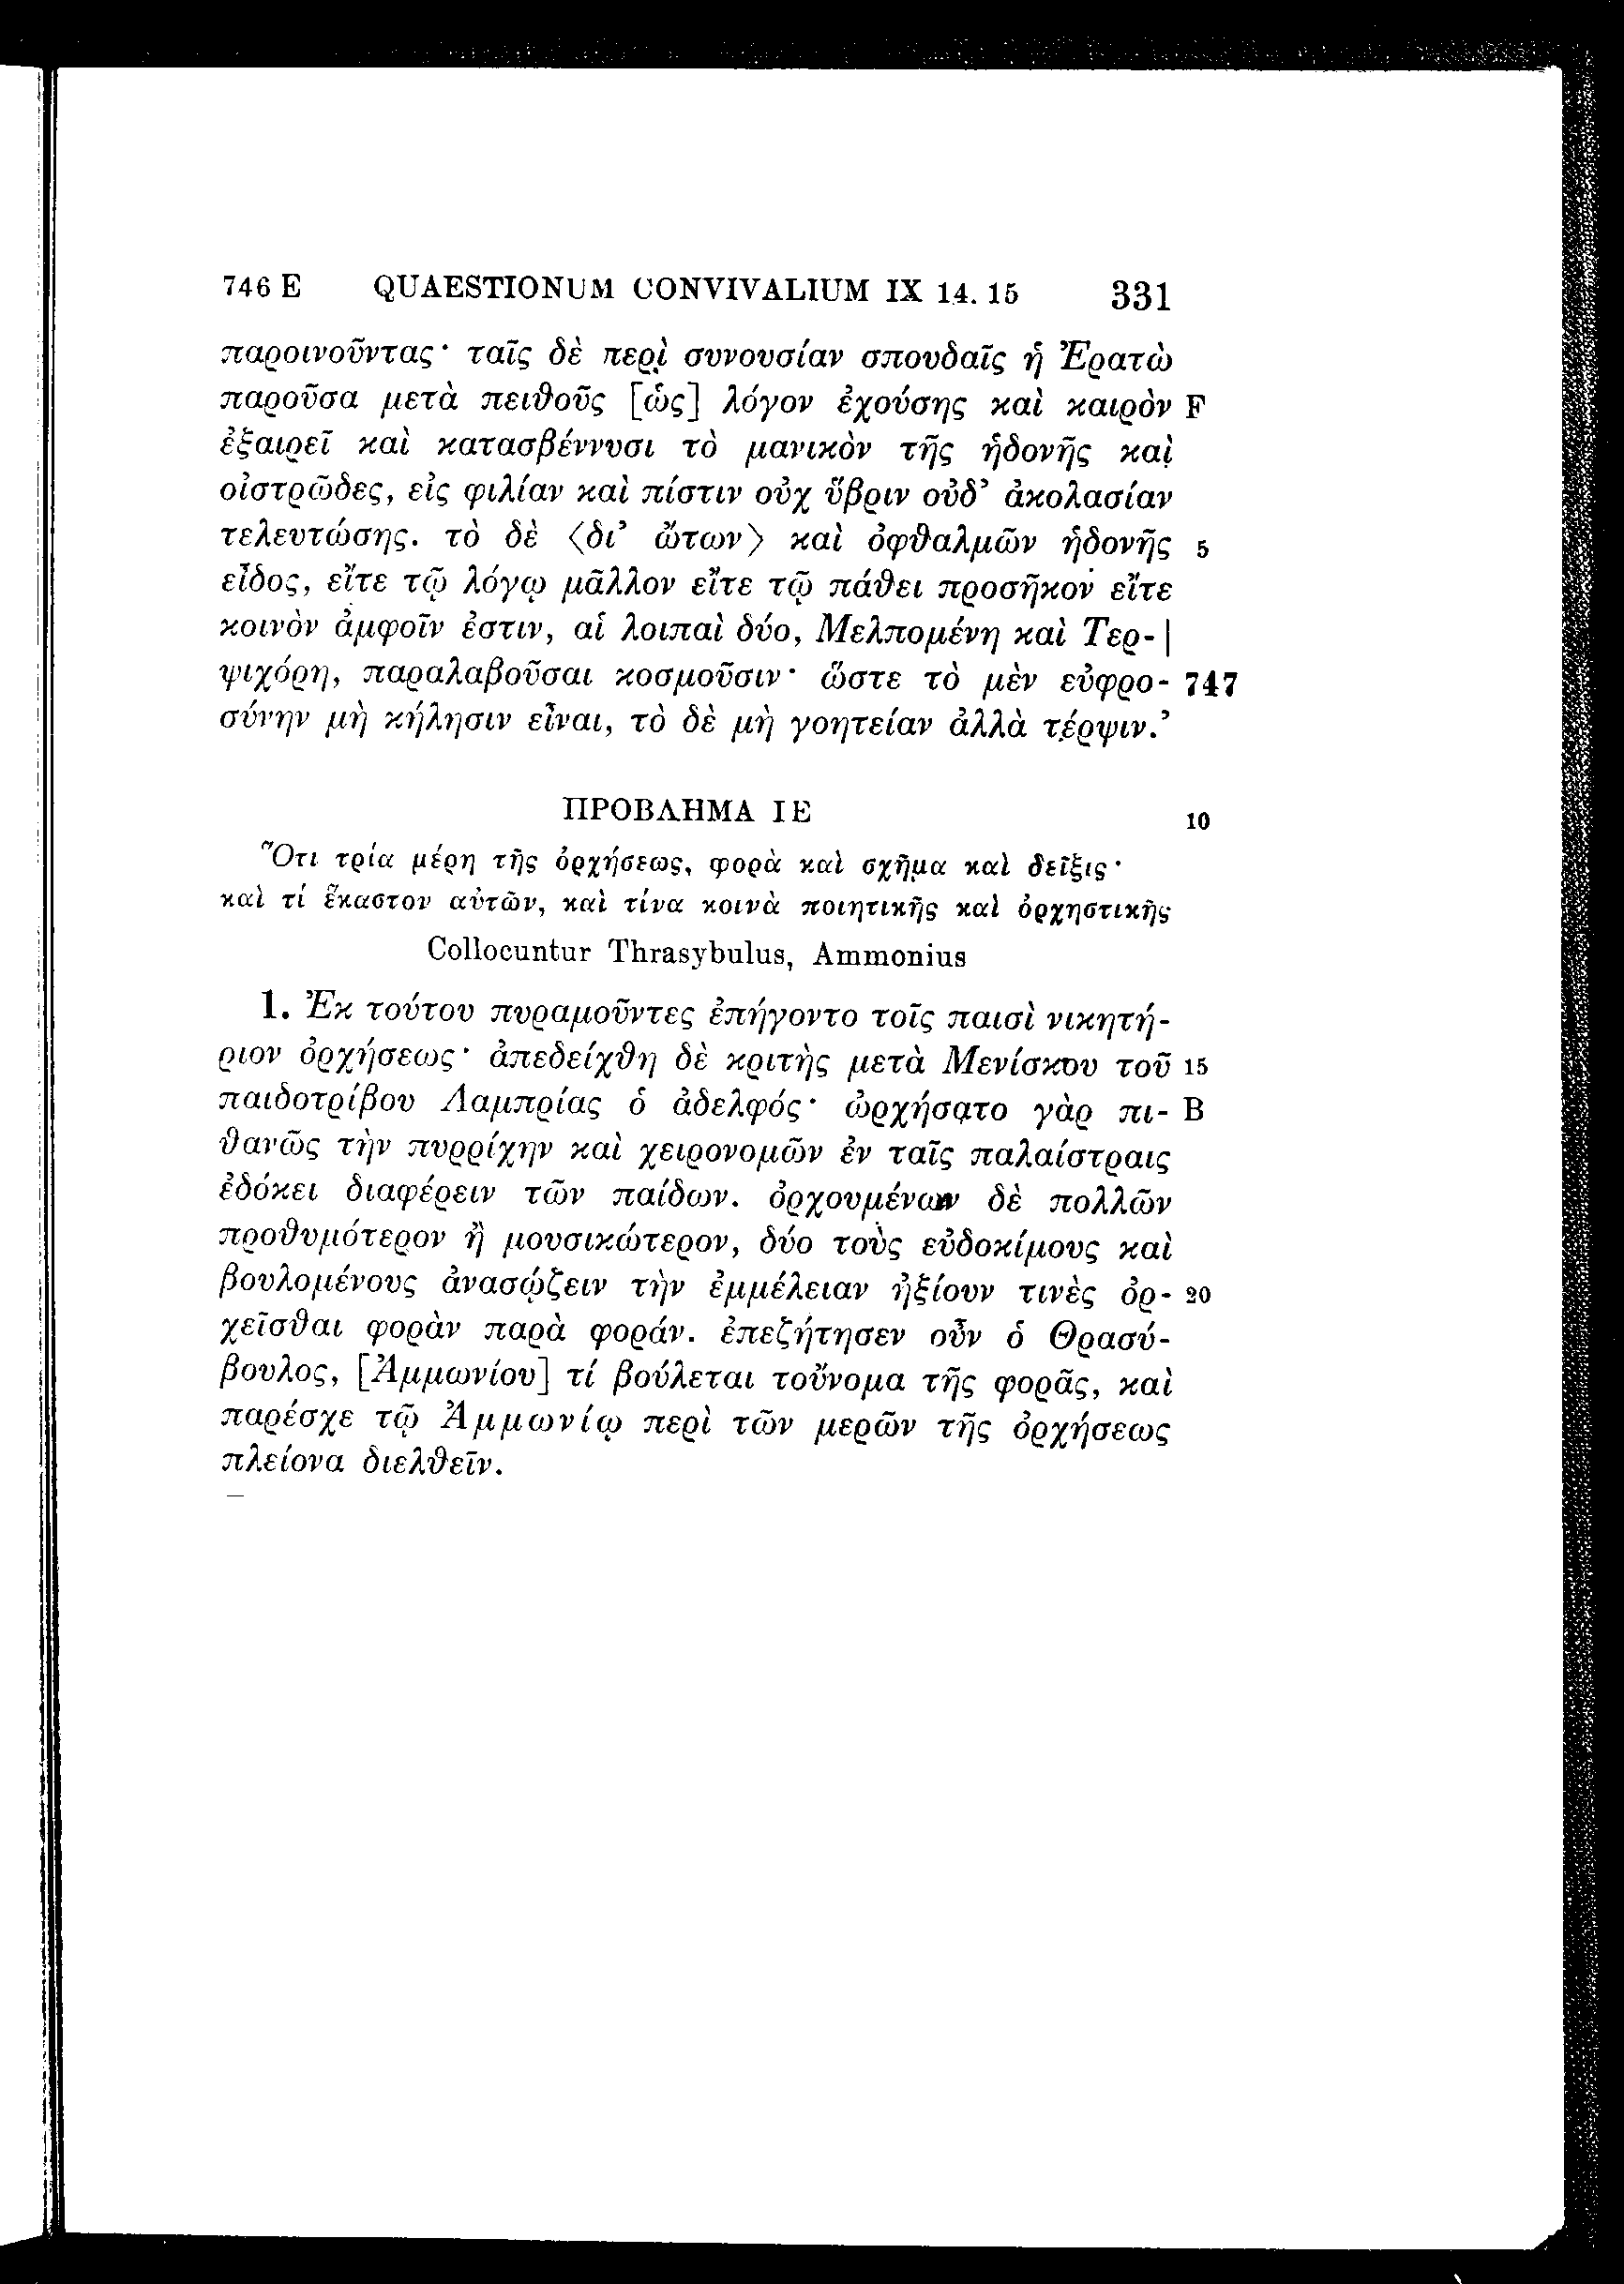 746 E QUAESTIONUM CONVIVALIUM IX 14. 15 331
παροινοῦντας· ταῖς δὲ περὶ συνουσίαν σπουδαῖς ἡ Ἐρατὼ
παροῦσα μετὰ πειθοῦς [ὡς] λόγον ἐχούσης καὶ καιρὸν F
ἐξαιρεῖ καὶ κατασβέννυσι τὸ μανικὸν τῆς ἡδονῆς καὶ
οἰστρῶδες, εἰς φιλίαν καὶ πίστιν οὐχ ὕβριν οὐδ’ ἀκολασίαν
τελευτώσης. τὸ δὲ ⟨δι’ ὤτων⟩ καὶ ὀφθαλμῶν ἡδονῆς 5
εἶδος, εἴτε τῷ λόγῳ μᾶλλον εἴτε τῷ πάθει προσῆκον εἴτε
κοινὸν ἀμφοῖν ἐστιν, αἱ λοιπαὶ δύο, Μελπομένη καὶ Τερ-|
ψιχόρη, παραλαβοῦσαι κοσμοῦσιν· ὥστε τὸ μὲν εὐφρο- 747
σύνην μὴ κήλησιν εἶναι, τὸ δὲ μὴ γοητείαν ἀλλὰ τέρψιν.’
ΠΡΟΒΛΗΜΑ ΙΕ 10
Ὅτι τρία μέρη τῆς ὀρχήσεως, φορὰ καὶ σχῆμα καὶ δεῖξις·
καὶ τί ἕκαστον αὐτῶν, καὶ τίνα κοινὰ ποιητικῆς καὶ ὀρχηστικῆς
Collocuntur Thrasybulus, Ammonius
1. Ἐκ τούτου πυραμοῦντες ἐπήγοντο τοῖς παισὶ νικητή-
ριον ὀρχήσεως· ἀπεδείχθη δὲ κριτὴς μετὰ Μενίσκου τοῦ 15
παιδοτρίβου Λαμπρίας ὁ ἀδελφός· ὠρχήσατο γὰρ πι- B
θανῶς τὴν πυρρίχην καὶ χειρονομῶν ἐν ταῖς παλαίστραις
ἐδόκει διαφέρειν τῶν παίδων. ὀρχουμένων δὲ πολλῶν
προθυμότερον ἢ μουσικώτερον, δύο τοὺς εὐδοκίμους καὶ
βουλομένους ἀνασῴζειν τὴν ἐμμέλειαν ἠξίουν τινὲς ὀρ- 20
χεῖσθαι φορὰν παρὰ φοράν. ἐπεζήτησεν οὖν ὁ Θρασύ-
βουλος, [Ἀμμωνίου] τί βούλεται τοὔνομα τῆς φορᾶς, καὶ
παρέσχε τῷ Ἀμμωνίῳ περὶ τῶν μερῶν τῆς ὀρχήσεως
πλείονα διελθεῖν.